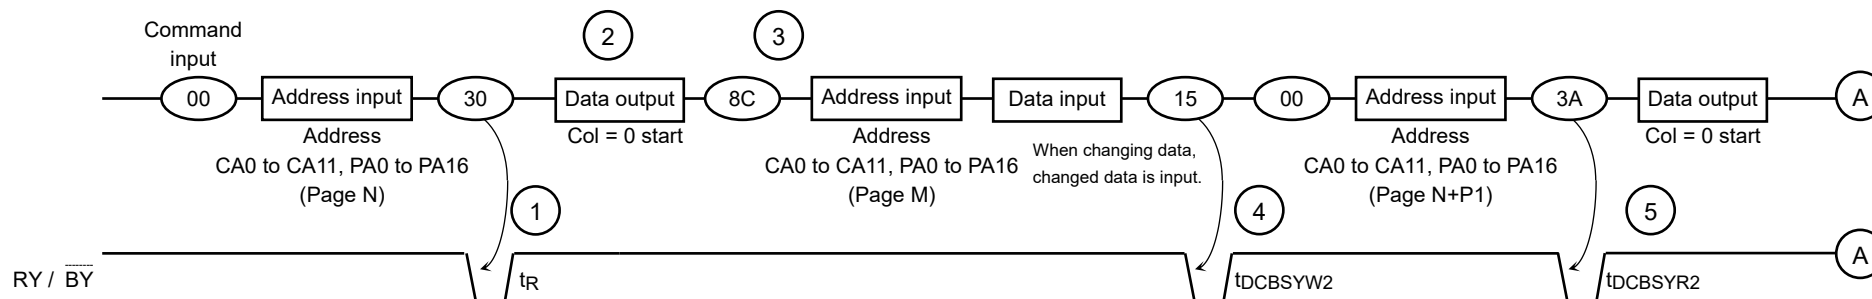 Command
input
2
3
00
Address input
30
Data output
8C
Address input
Data input
15
00
Address input
3A
Data output
A
Address
CA0 to CA11, PA0 to PA16
(Page N)
Col = 0 start
Address
CA0 to CA11, PA0 to PA16
(Page M)
When changing data,
changed data is input.
Address
CA0 to CA11, PA0 to PA16
(Page N+P1)
Col = 0 start
1
4
5
RY / BY
tR
tDCBSYW2
tDCBSYR2
A